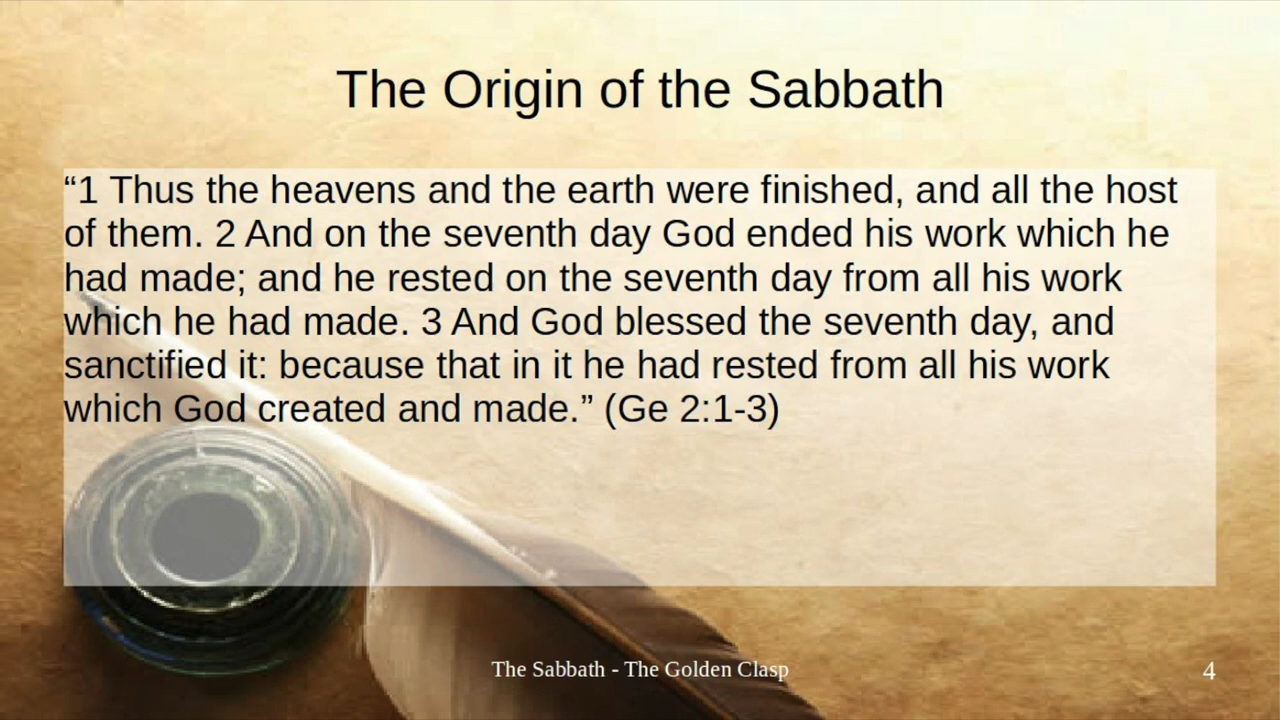 The Origin of the Sabbath
“1 Thus the heavens and the earth were finished, and all the host
of them. 2 And on the seventh day God ended his work which he
had made; and he rested on the seventh day from all his work
which he had made. 3 And God blessed the seventh day, and
sanctified it: because that in it he had rested from all his work
which God created and made.” (Ge 2:1-3)
The Sabbath - The Golden Clasp
4